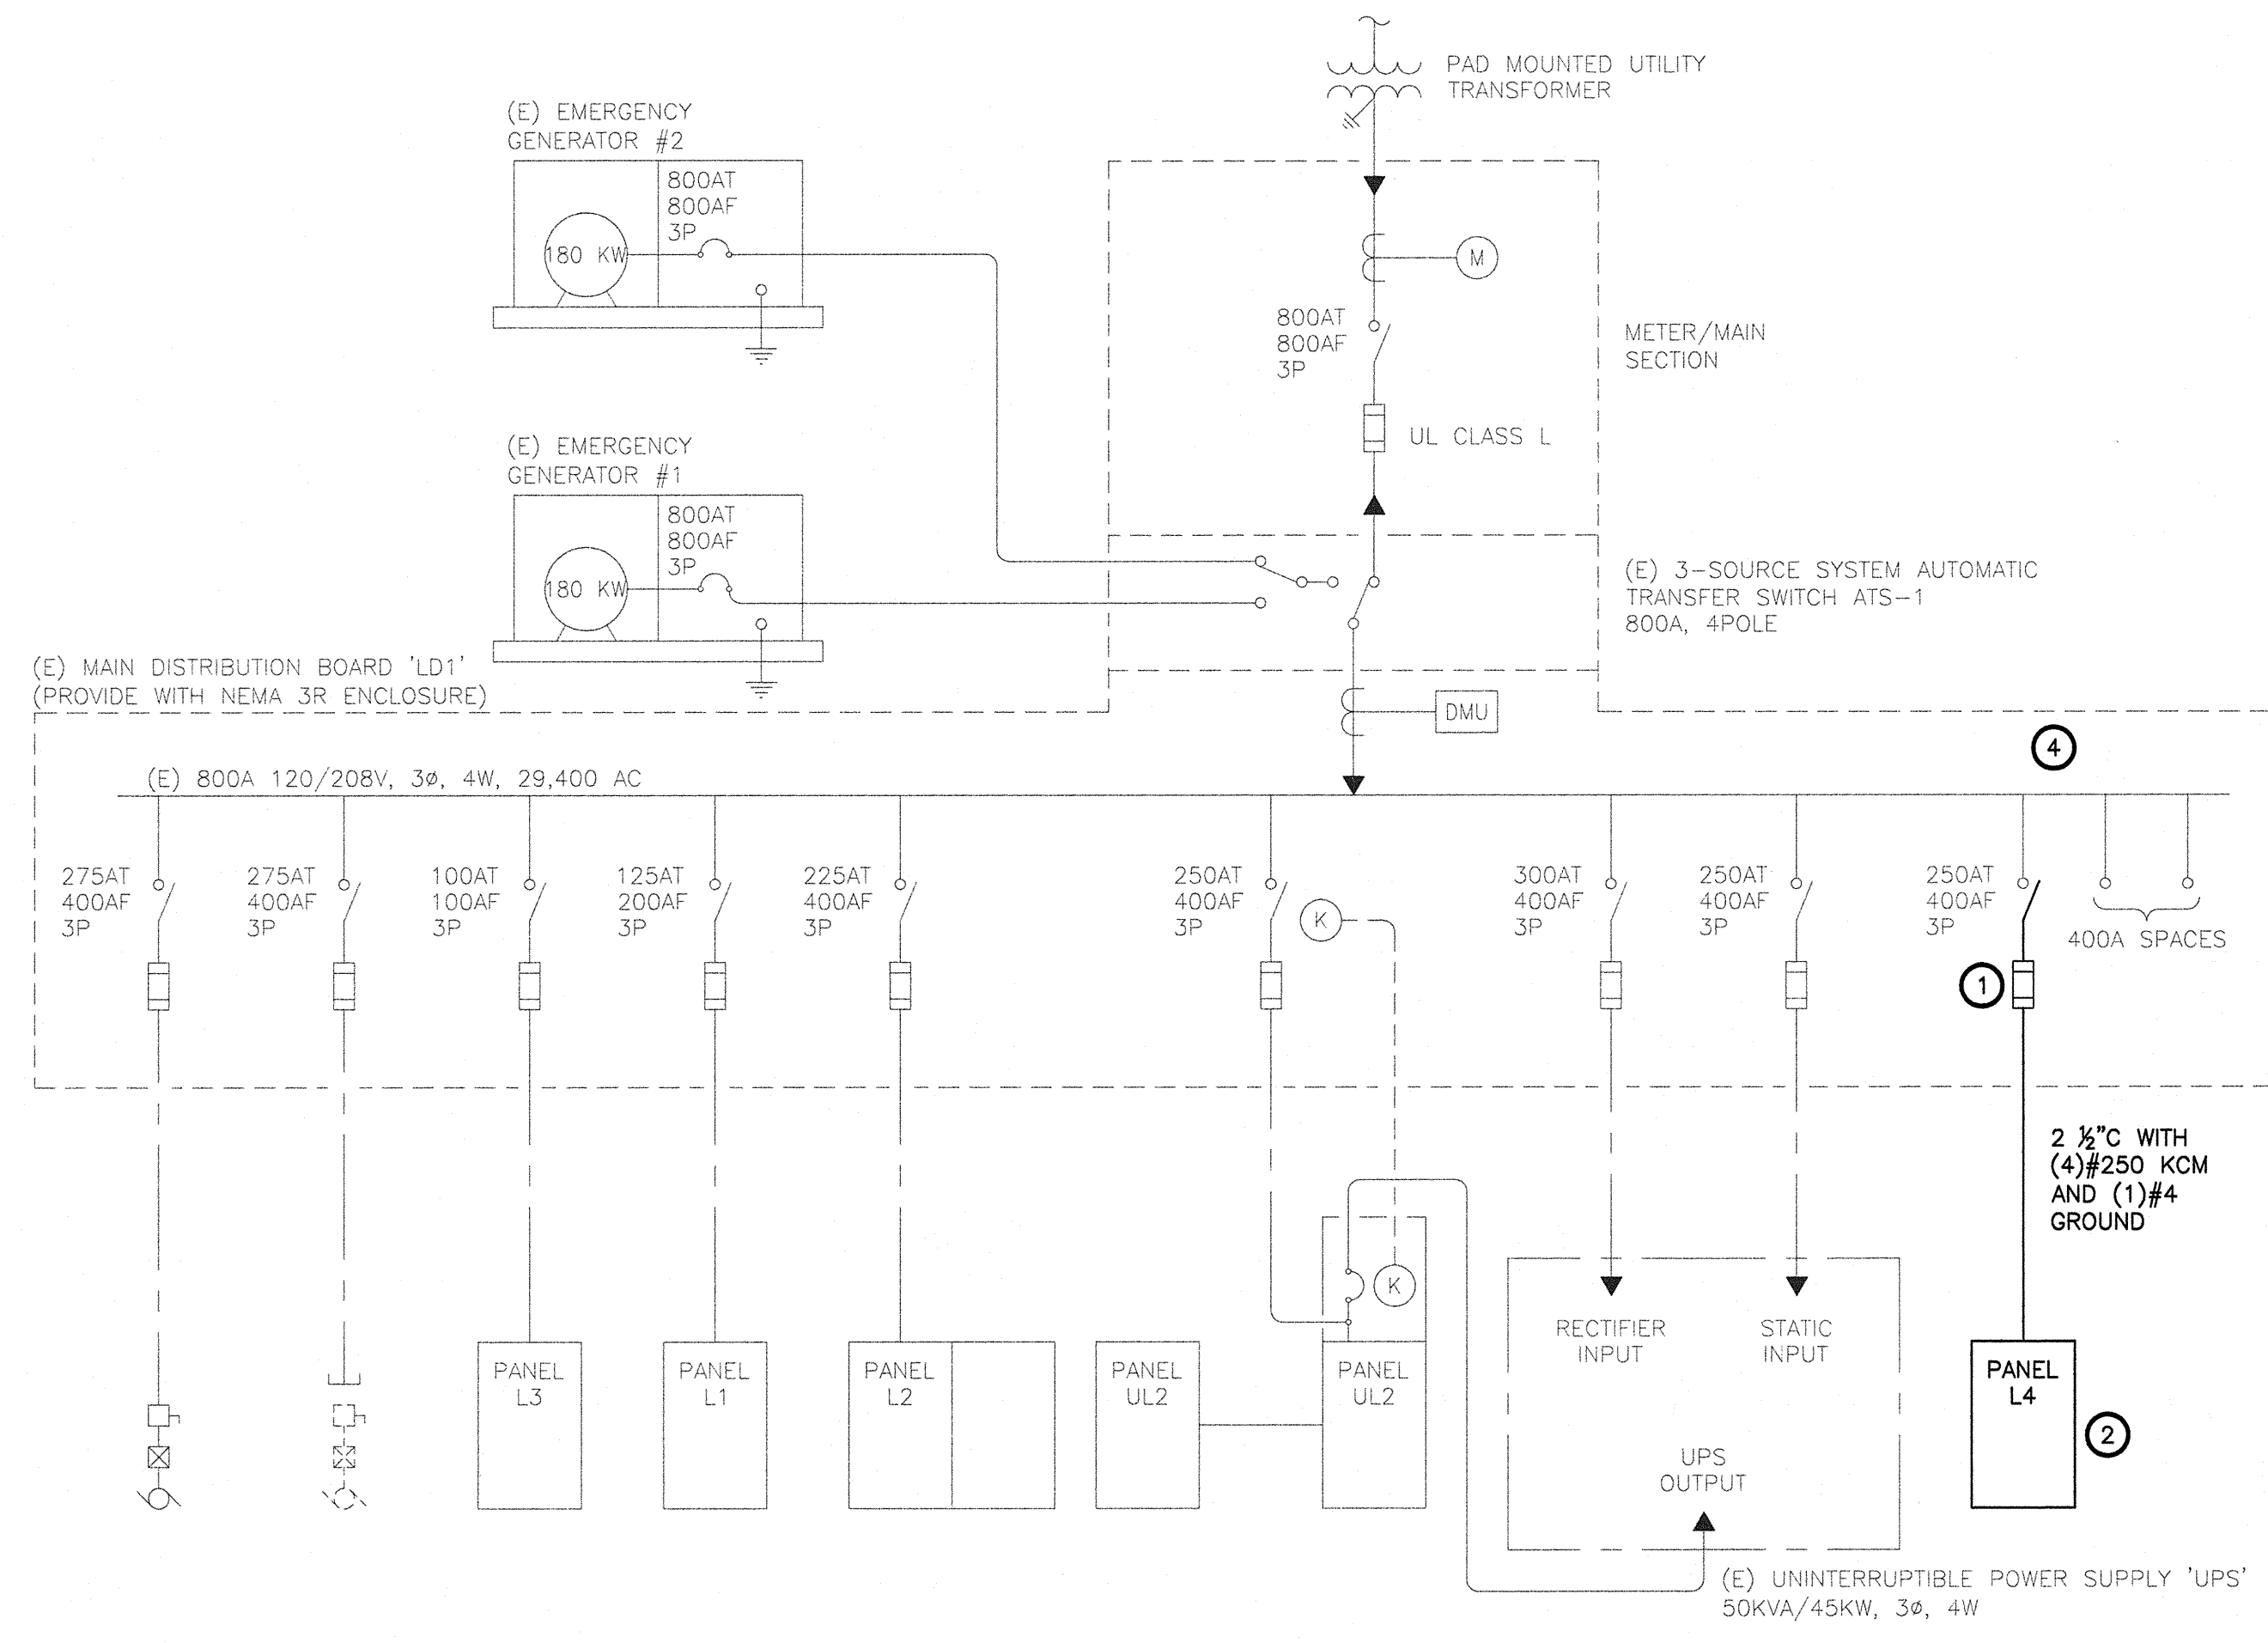 PAD MOUNTED UTILITY
TRANSFORMER
(E) EMERGENCY
GENERATOR #2
800AT
800AF
3P
180 KW
M
800AT
800AF
3P
METER/MAIN
SECTION
UL CLASS L
(E) EMERGENCY
GENERATOR #1
800AT
800AF
3P
180 KW
(E) 3-SOURCE SYSTEM AUTOMATIC
TRANSFER SWITCH ATS-1
800A, 4POLE
(E) MAIN DISTRIBUTION BOARD 'LD1'
(PROVIDE WITH NEMA 3R ENCLOSURE)
DMU
4
(E) 800A 120/208V, 3ø, 4W, 29,400 AC
275AT
400AF
3P
275AT
400AF
3P
100AT
100AF
3P
125AT
200AF
3P
225AT
400AF
3P
250AT
400AF
3P
K
300AT
400AF
3P
250AT
400AF
3P
250AT
400AF
3P
400A SPACES
1
2 ½"C WITH
(4)#250 KCM
AND (1)#4
GROUND
K
RECTIFIER
INPUT
STATIC
INPUT
PANEL
L3
PANEL
L1
PANEL
L2
PANEL
UL2
PANEL
UL2
PANEL
L4
2
UPS
OUTPUT
(E) UNINTERRUPTIBLE POWER SUPPLY 'UPS'
50KVA/45KW, 3ø, 4W